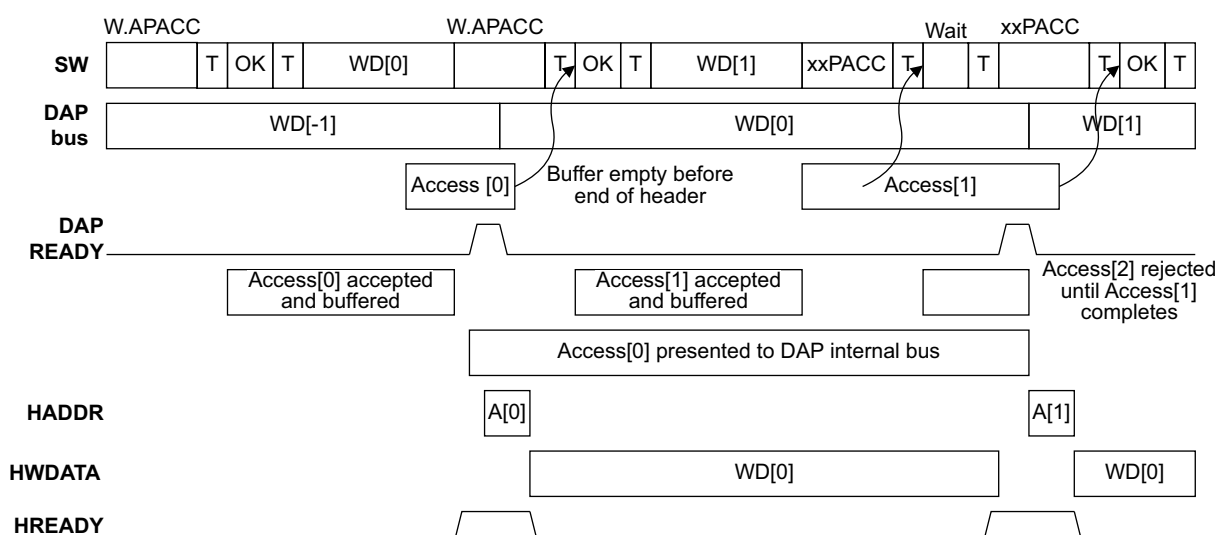 W.APACC W.APACC Wait xxPACC
SW T OK T WD[0] T OK T WD[1] xxPACC T T T OK T
DAP
bus
WD[-1] WD[0] WD[1]
Access [0] Buffer empty before
end of header
Access[1]
DAP
READY
Access[0] accepted
and buffered
Access[1] accepted
and buffered
Access[2] rejected
until Access[1]
completes
Access[0] presented to DAP internal bus
HADDR A[0] A[1]
HWDATA WD[0] WD[0]
HREADY